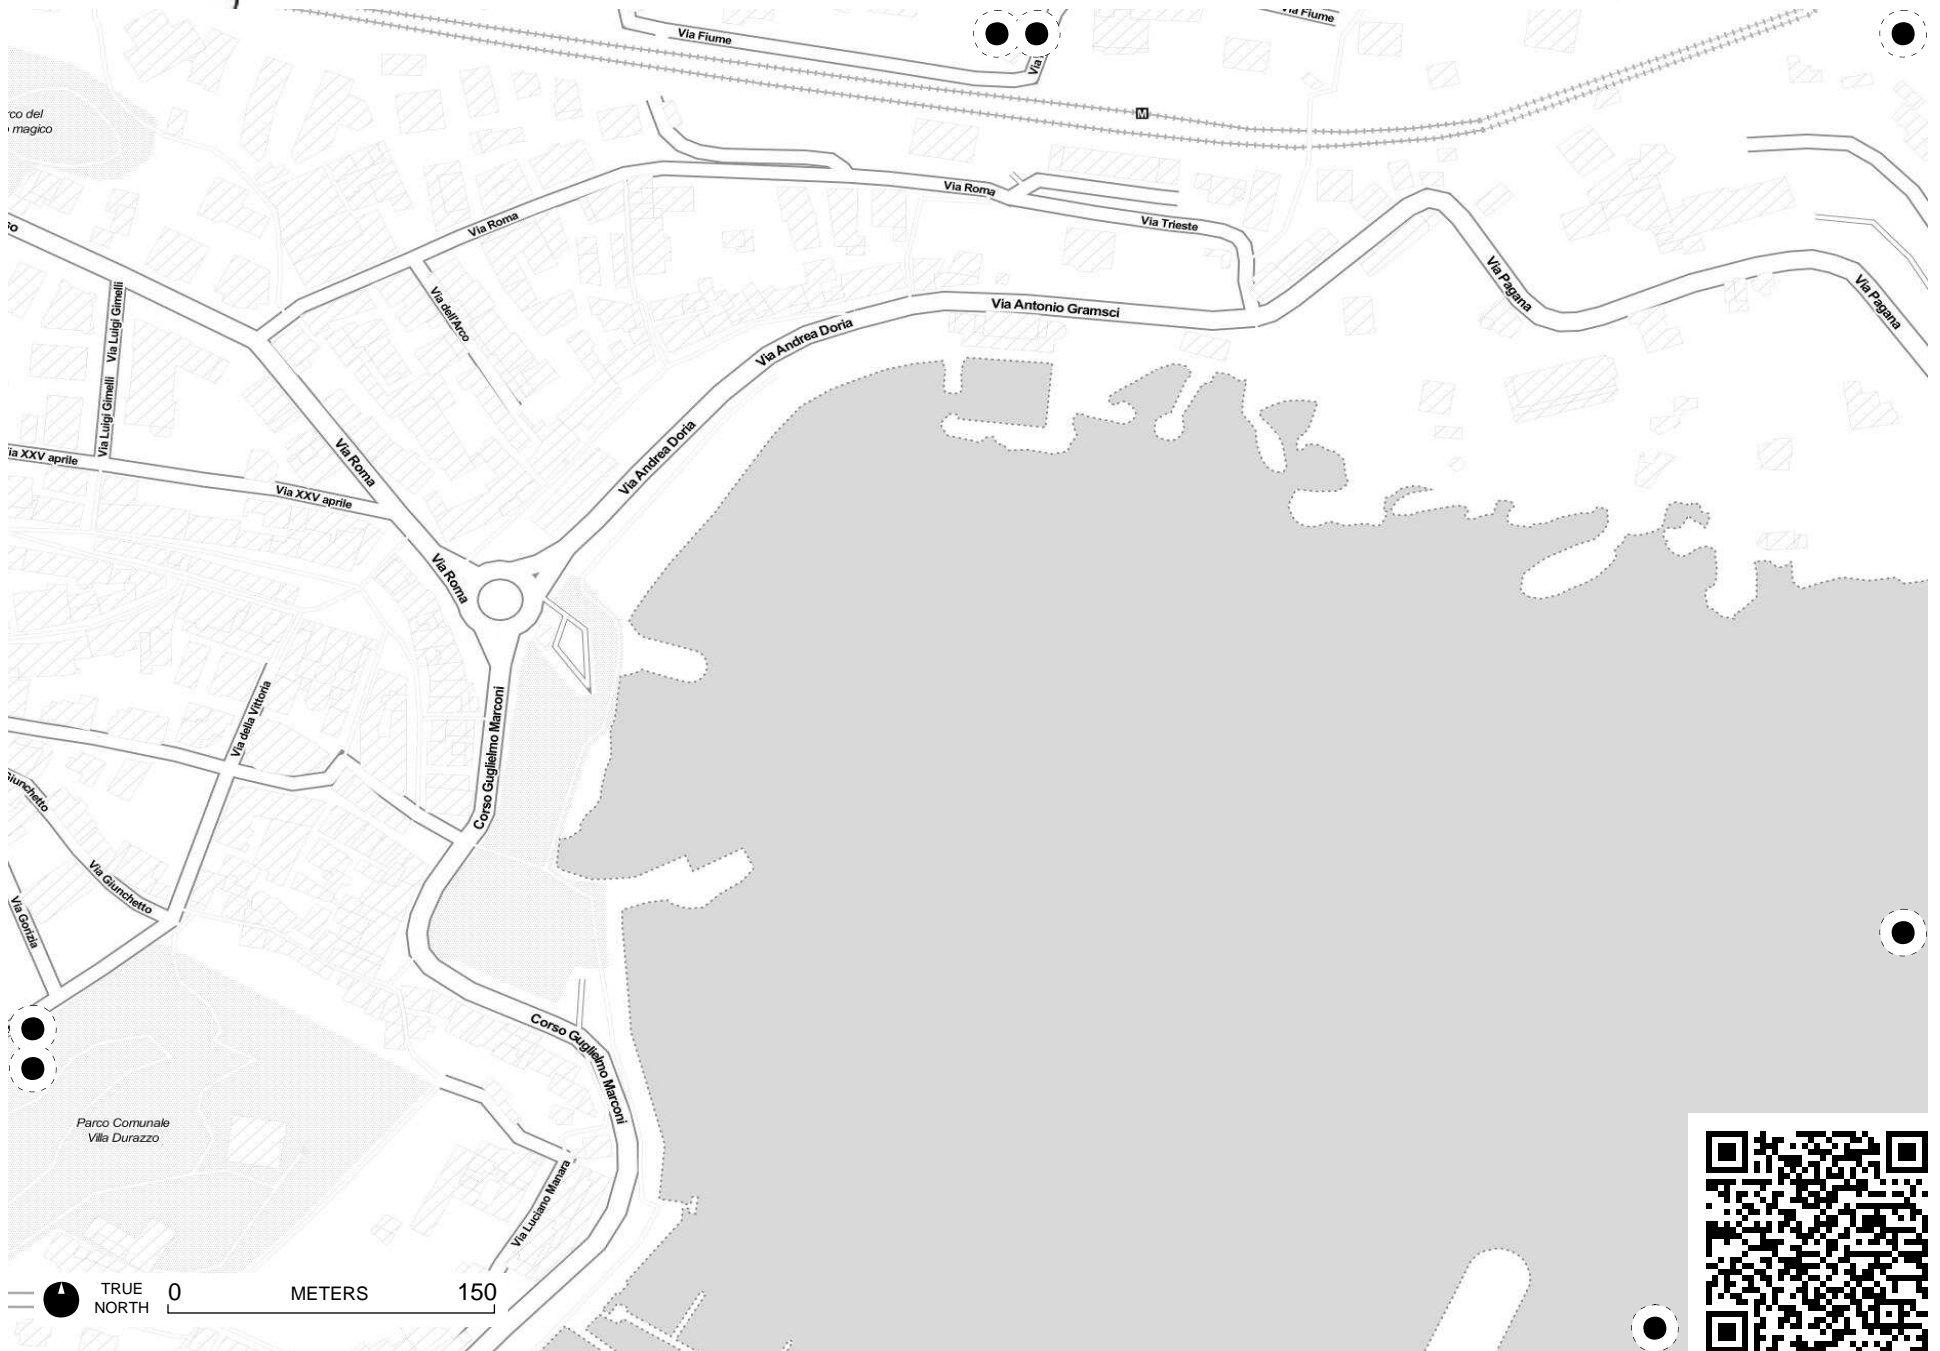 Via Fiume
Via Fiume
Via
M
rco del
o magico
Via Roma
Via Roma
Via Trieste
so
Via Luigi Gimelli
Via Luigi Gimelli
Via dell'Arco
Via Antonio Gramsci
Via Andrea Doria
Via Andrea Doria
Via Pagana
Via Pagana
ia XXV aprile
Via XXV aprile
Via Roma
Via Roma
Via della Vittoria
Corso Guglielmo Marconi
Giunchetto
Via Giunchetto
Via Gorizia
Corso Guglielmo Marconi
Parco Comunale
Villa Durazzo
Via Luciano Manara
TRUE
NORTH
0 METERS 150